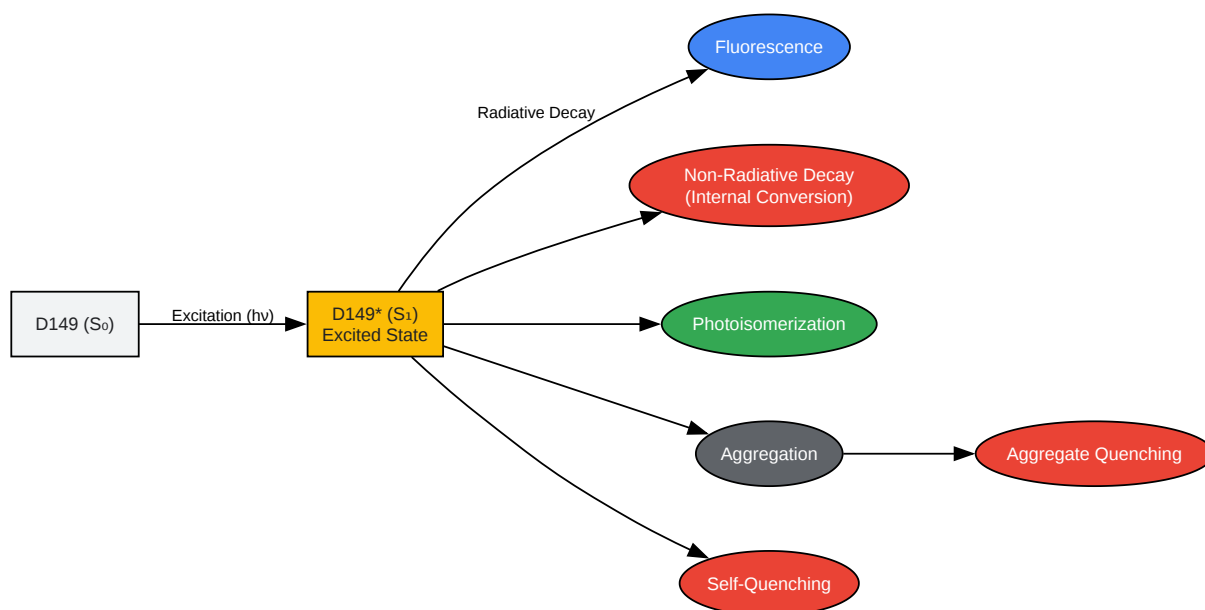 Fluorescence
Radiative Decay
Non-Radiative Decay
(Internal Conversion)
D149 (S₀)
Excitation (hν)
D149* (S₁)
Excited State
Photoisomerization
Aggregation
Aggregate Quenching
Self-Quenching